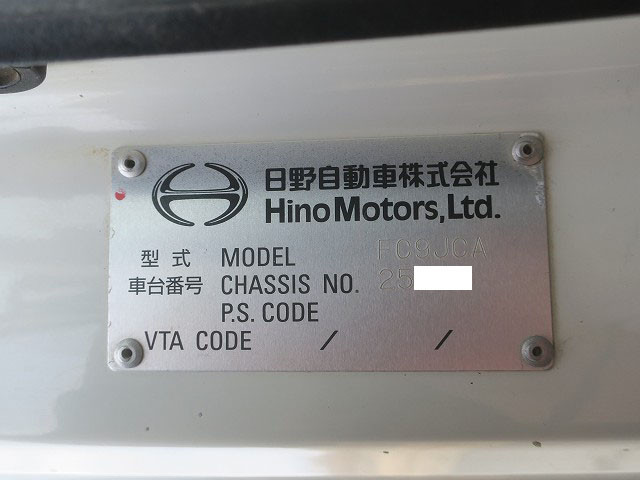 日野自動車株式会社
Hino Motors, Ltd.
型式 MODEL FC9JCA
車台番号 CHASSIS NO. 25
P.S. CODE
VTA CODE / /